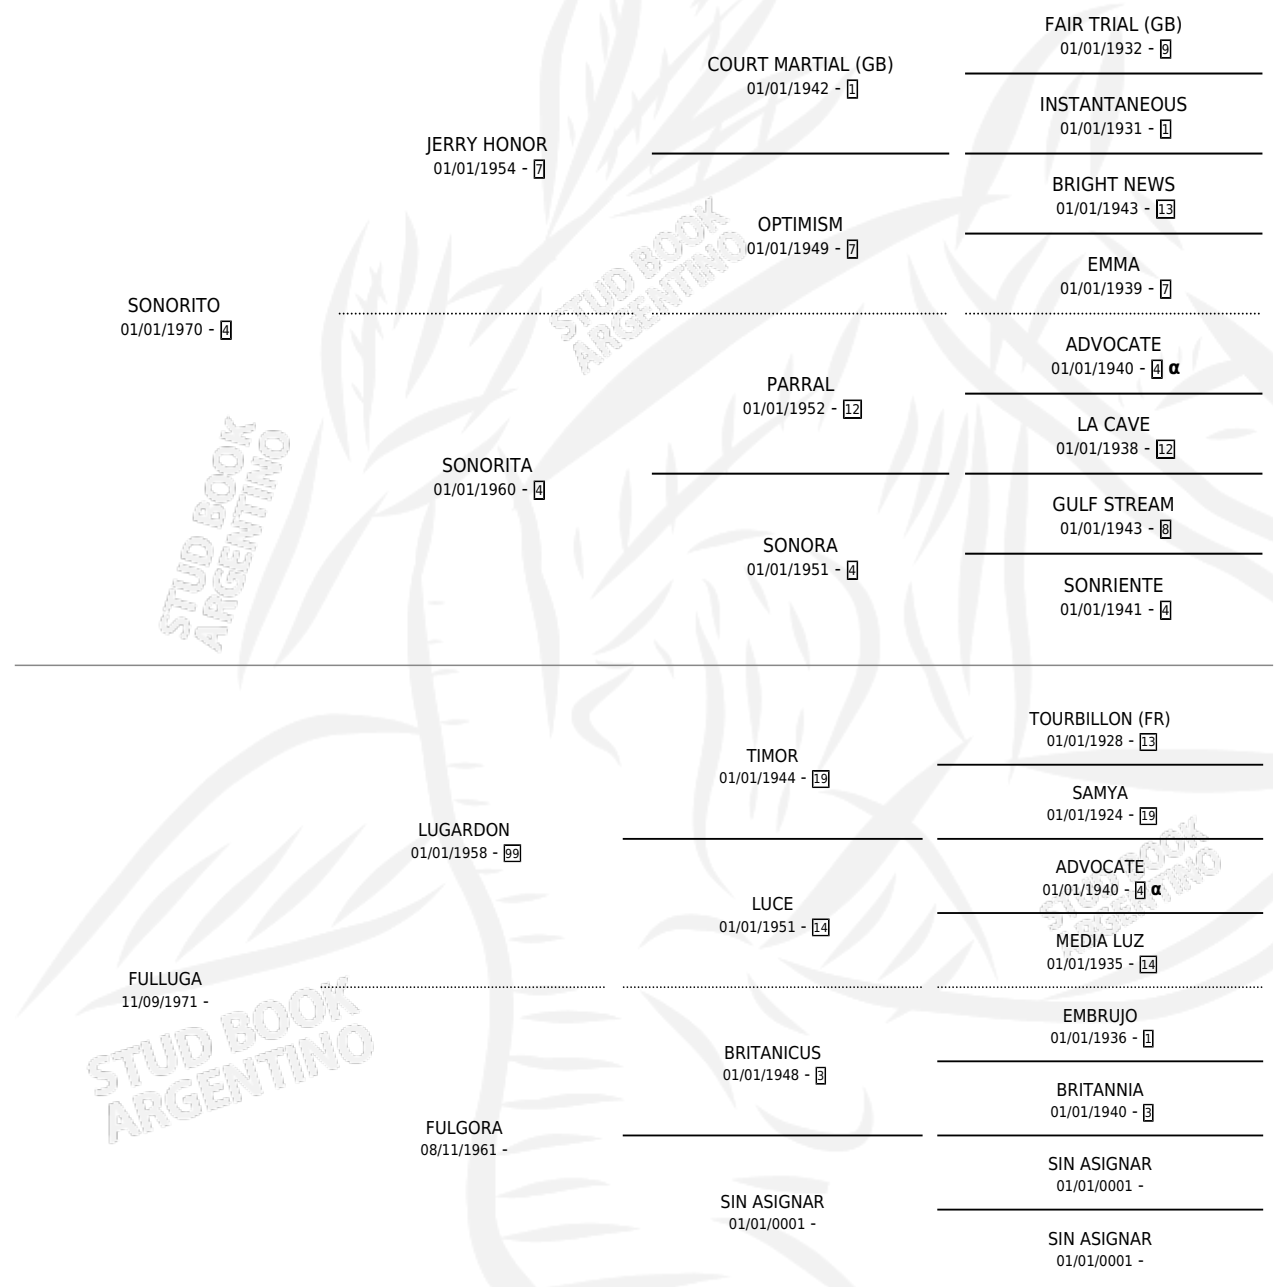 FAIR TRIAL (GB)
01/01/1932 - 9
COURT MARTIAL (GB)
01/01/1942 - 1
INSTANTANEOUS
01/01/1931 - 1
JERRY HONOR
01/01/1954 - 7
BRIGHT NEWS
01/01/1943 - 13
OPTIMISM
01/01/1949 - 7
EMMA
01/01/1939 - 7
SONORITO
01/01/1970 - 4
ADVOCATE
01/01/1940 - 4 α
PARRAL
01/01/1952 - 12
LA CAVE
01/01/1938 - 12
SONORITA
01/01/1960 - 4
GULF STREAM
01/01/1943 - 8
SONORA
01/01/1951 - 4
SONRIENTE
01/01/1941 - 4
TOURBILLON (FR)
01/01/1928 - 13
TIMOR
01/01/1944 - 19
SAMYA
01/01/1924 - 19
LUGARDON
01/01/1958 - 99
ADVOCATE
01/01/1940 - 4 α
LUCE
01/01/1951 - 14
MEDIA LUZ
01/01/1935 - 14
FULLUGA
11/09/1971 -
EMBRUJO
01/01/1936 - 1
BRITANICUS
01/01/1948 - 3
BRITANNIA
01/01/1940 - 3
FULGORA
08/11/1961 -
SIN ASIGNAR
01/01/0001 -
SIN ASIGNAR
01/01/0001 -
SIN ASIGNAR
01/01/0001 -
STUD BOOK
ARGENTINO
STUD BOOK
ARGENTINO
STUD BOOK
ARGENTINO
STUD BOOK
ARGENTINO